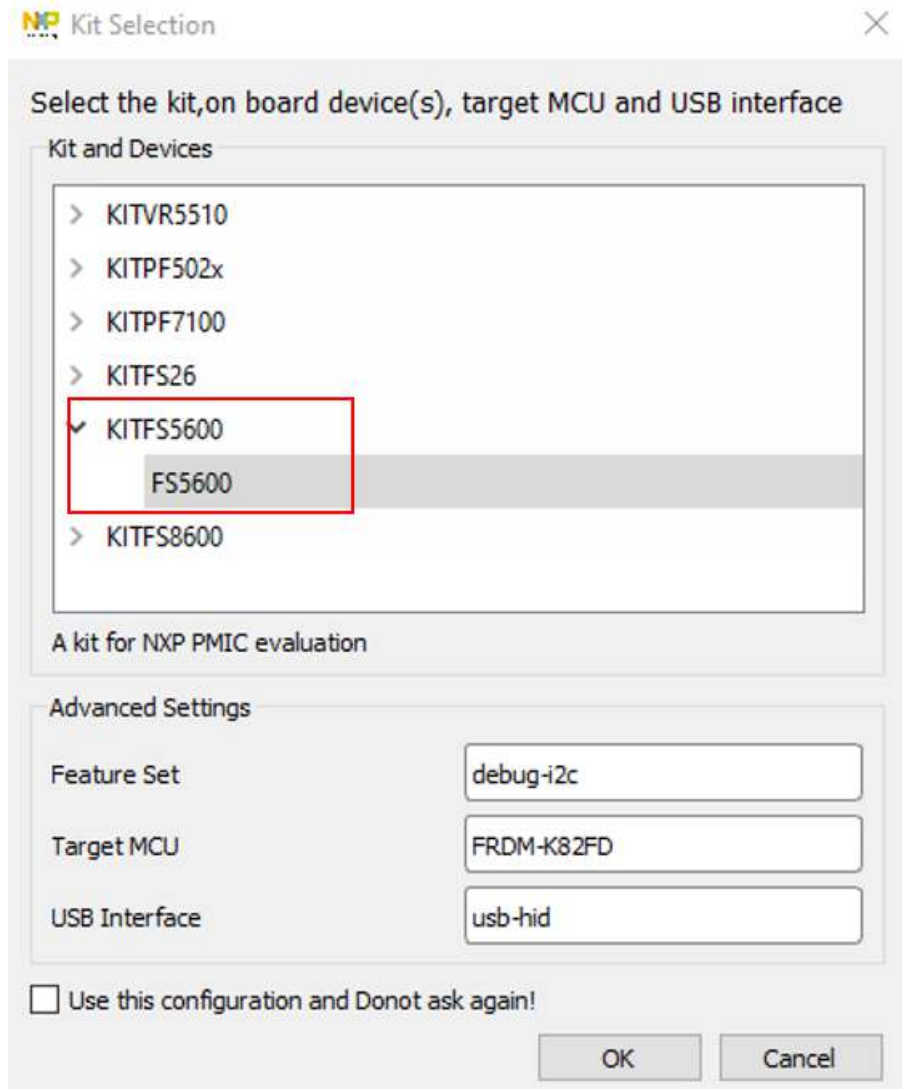 NXP Kit Selection
Select the kit,on board device(s), target MCU and USB interface
Kit and Devices
KITVR5510
KITPF502x
KITPF7100
KITFS26
KITFS5600
FS5600
KITFS8600
A kit for NXP PMIC evaluation
Advanced Settings
Feature Set debug-i2c
Target MCU FRDM-K82FD
USB Interface usb-hid
Use this configuration and Donot ask again!
OK Cancel